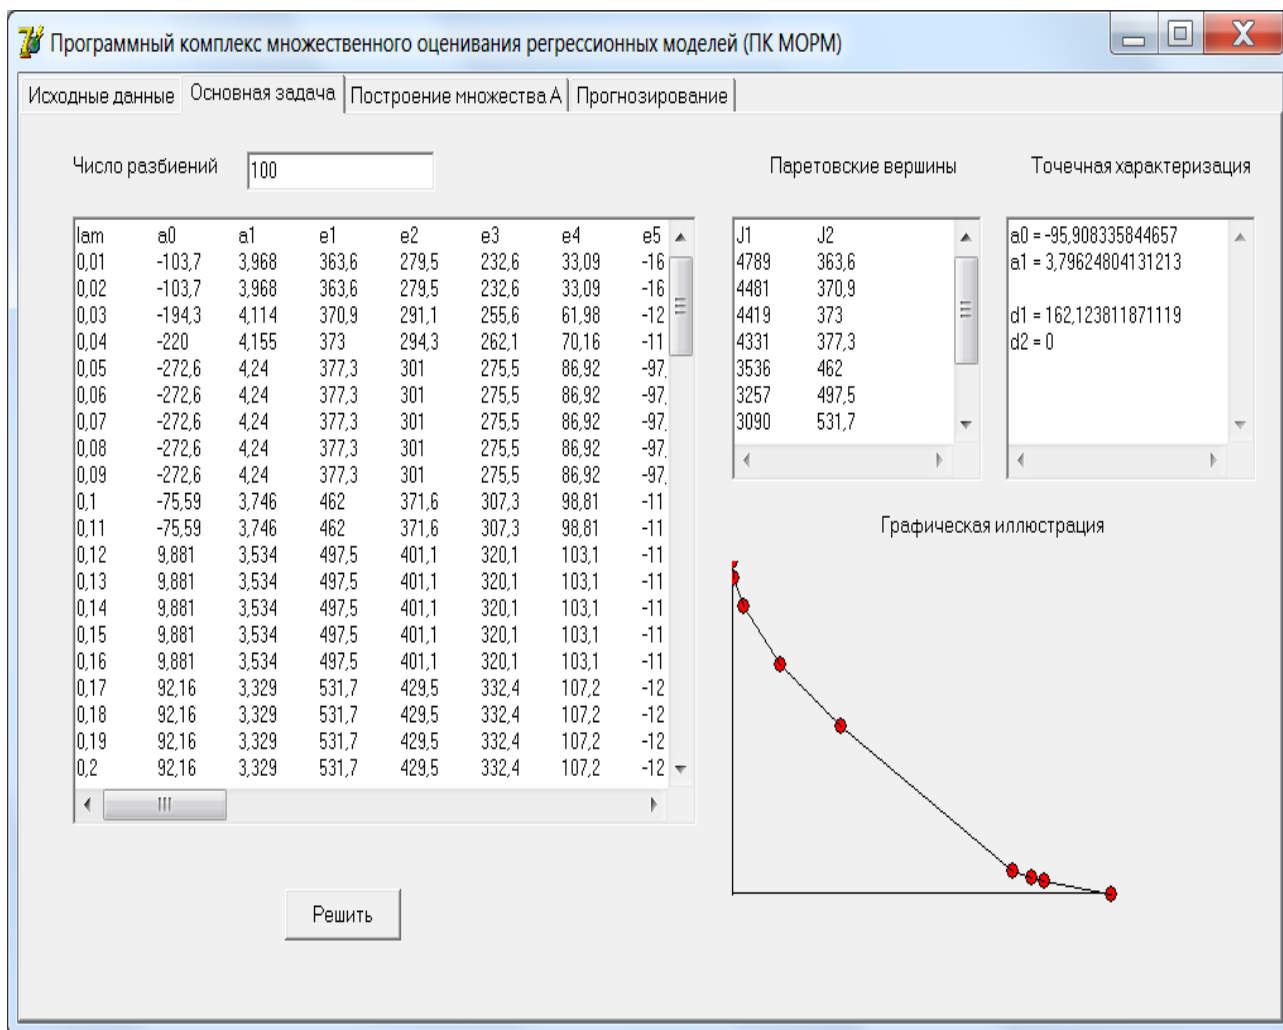 Программный комплекс множественного оценивания регрессионных моделей (ПК МОРМ)
Исходные данные Основная задача Построение множества А Прогнозирование
Число разбиений 100 Паретовские вершины Точечная характеризация
lam a0 a1 e1 e2 e3 e4 e5
0,01 -103,7 3,968 363,6 279,5 232,6 33,09 -16
0,02 -103,7 3,968 363,6 279,5 232,6 33,09 -16
0,03 -194,3 4,114 370,9 291,1 255,6 61,98 -12
0,04 -220 4,155 373 294,3 262,1 70,16 -11
0,05 -272,6 4,24 377,3 301 275,5 86,92 -97,
0,06 -272,6 4,24 377,3 301 275,5 86,92 -97,
0,07 -272,6 4,24 377,3 301 275,5 86,92 -97,
0,08 -272,6 4,24 377,3 301 275,5 86,92 -97,
0,09 -272,6 4,24 377,3 301 275,5 86,92 -97,
0,1 -75,59 3,746 462 371,6 307,3 98,81 -11
0,11 -75,59 3,746 462 371,6 307,3 98,81 -11
0,12 9,881 3,534 497,5 401,1 320,1 103,1 -11
0,13 9,881 3,534 497,5 401,1 320,1 103,1 -11
0,14 9,881 3,534 497,5 401,1 320,1 103,1 -11
0,15 9,881 3,534 497,5 401,1 320,1 103,1 -11
0,16 9,881 3,534 497,5 401,1 320,1 103,1 -11
0,17 92,16 3,329 531,7 429,5 332,4 107,2 -12
0,18 92,16 3,329 531,7 429,5 332,4 107,2 -12
0,19 92,16 3,329 531,7 429,5 332,4 107,2 -12
0,2 92,16 3,329 531,7 429,5 332,4 107,2 -12
J1 J2
4789 363,6
4481 370,9
4419 373
4331 377,3
3536 462
3257 497,5
3090 531,7
a0 = -95,908335844657
a1 = 3,79624804131213
d1 = 162,123811871119
d2 = 0
Графическая иллюстрация
Решить